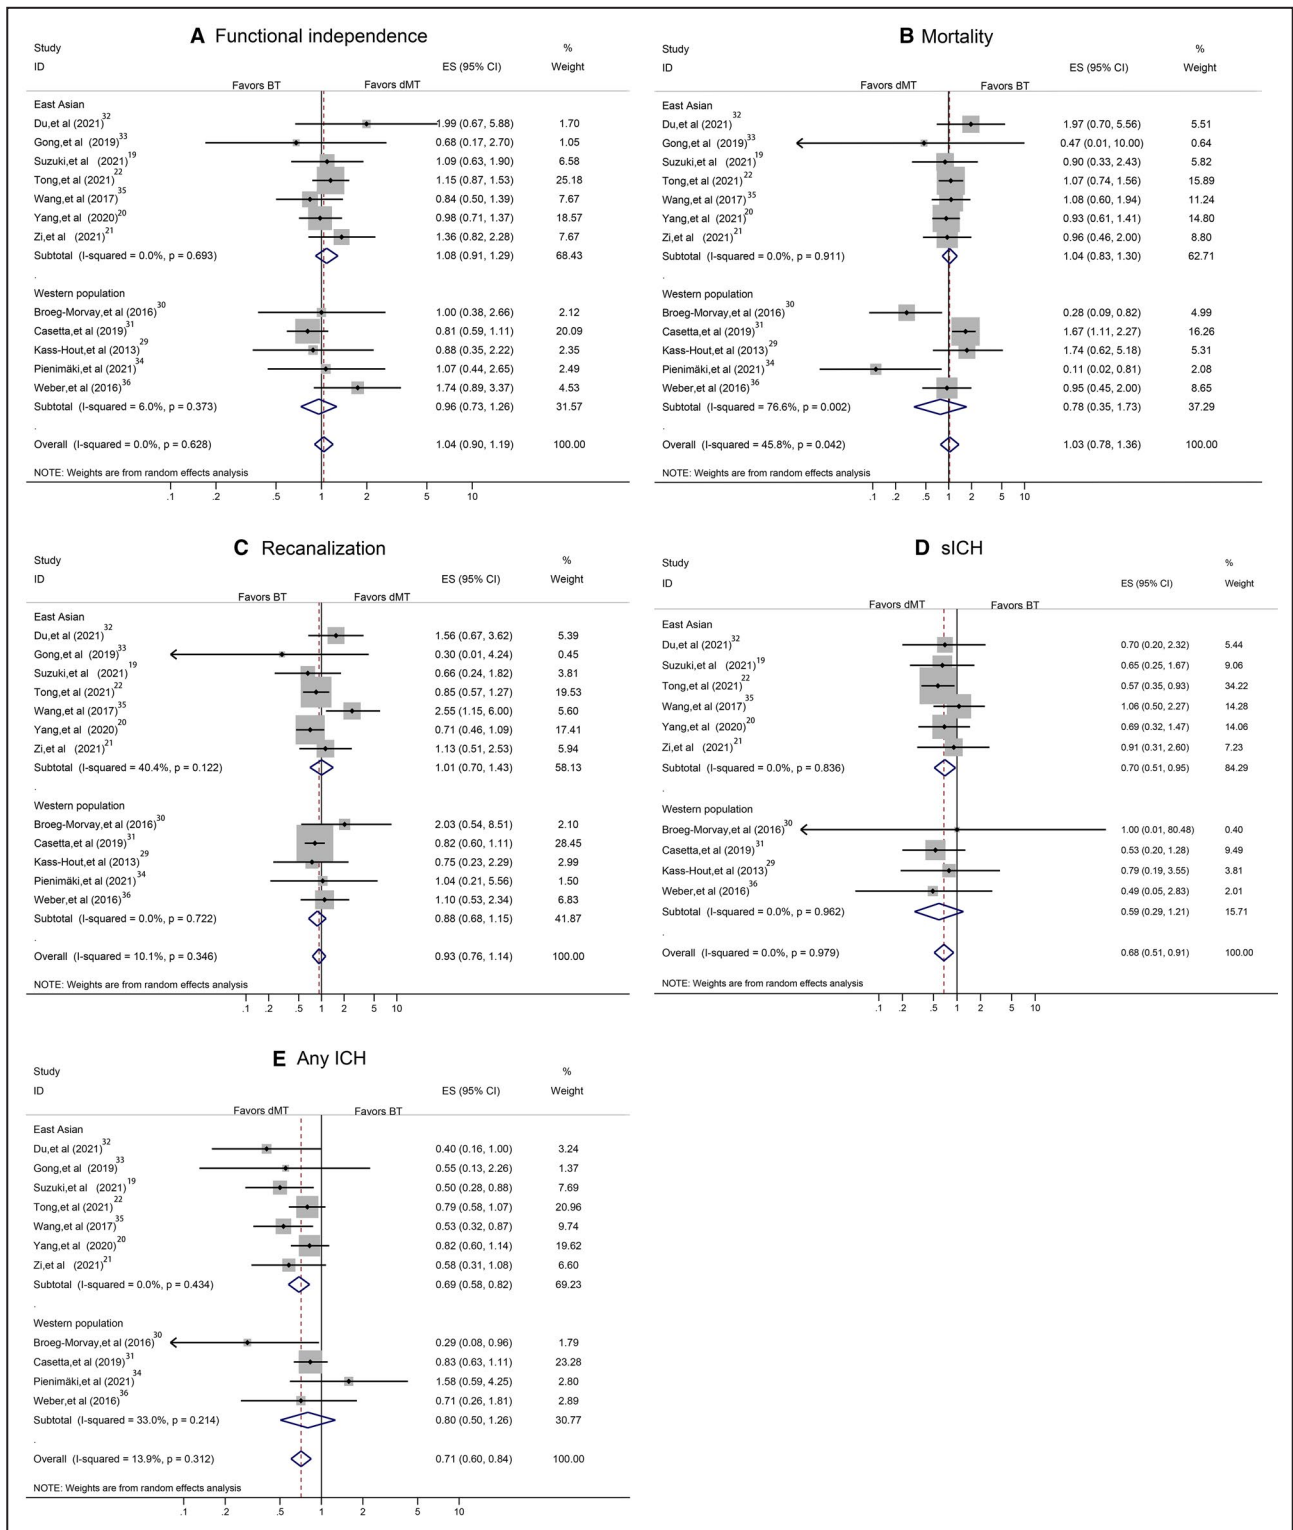 A Functional independence
Study %
ID ES (95% CI) Weight
Favors BT Favors dMT
East Asian
Du,et al (2021)32 1.99 (0.67, 5.88) 1.70
Gong,et al (2019)33 0.68 (0.17, 2.70) 1.05
Suzuki,et al (2021)19 1.09 (0.63, 1.90) 6.58
Tong,et al (2021)22 1.15 (0.87, 1.53) 25.18
Wang,et al (2017)35 0.84 (0.50, 1.39) 7.67
Yang,et al (2020)20 0.98 (0.71, 1.37) 18.57
Zi,et al (2021)21 1.36 (0.82, 2.28) 7.67
Subtotal (I-squared = 0.0%, p = 0.693) 1.08 (0.91, 1.29) 68.43
.
Western population
Broeg-Morvay,et al (2016)30 1.00 (0.38, 2.66) 2.12
Casetta,et al (2019)31 0.81 (0.59, 1.11) 20.09
Kass-Hout,et al (2013)29 0.88 (0.35, 2.22) 2.35
Pienimäki,et al (2021)34 1.07 (0.44, 2.65) 2.49
Weber,et al (2016)36 1.74 (0.89, 3.37) 4.53
Subtotal (I-squared = 6.0%, p = 0.373) 0.96 (0.73, 1.26) 31.57
.
Overall (I-squared = 0.0%, p = 0.628) 1.04 (0.90, 1.19) 100.00
NOTE: Weights are from random effects analysis
.1 .2 .5 1 2 5 10
B Mortality
Study %
ID ES (95% CI) Weight
Favors dMT Favors BT
East Asian
Du,et al (2021)32 1.97 (0.70, 5.56) 5.51
Gong,et al (2019)33 0.47 (0.01, 10.00) 0.64
Suzuki,et al (2021)19 0.90 (0.33, 2.43) 5.82
Tong,et al (2021)22 1.07 (0.74, 1.56) 15.89
Wang,et al (2017)35 1.08 (0.60, 1.94) 11.24
Yang,et al (2021)20 0.93 (0.61, 1.41) 14.80
Zi,et al (2021)21 0.96 (0.46, 2.00) 8.80
Subtotal (I-squared = 0.0%, p = 0.911) 1.04 (0.83, 1.30) 62.71
.
Western population
Broeg-Morvay,et al (2016)30 0.28 (0.09, 0.82) 4.99
Casetta,et al (2019)31 1.67 (1.11, 2.27) 16.26
Kass-Hout,et al (2013)29 1.74 (0.62, 5.18) 5.31
Pienimäki,et al (2021)34 0.11 (0.02, 0.81) 2.08
Weber,et al (2016)36 0.95 (0.45, 2.00) 8.65
Subtotal (I-squared = 76.6%, p = 0.002) 0.78 (0.35, 1.73) 37.29
.
Overall (I-squared = 45.8%, p = 0.042) 1.03 (0.78, 1.36) 100.00
NOTE: Weights are from random effects analysis
.1 .2 .5 1 2 5 10
C Recanalization
Study %
ID ES (95% CI) Weight
Favors BT Favors dMT
East Asian
Du,et al (2021)32 1.56 (0.67, 3.62) 5.39
Gong,et al (2019)33 0.30 (0.01, 4.24) 0.45
Suzuki,et al (2021)19 0.66 (0.24, 1.82) 3.81
Tong,et al (2021)22 0.85 (0.57, 1.27) 19.53
Wang,et al (2017)35 2.55 (1.15, 6.00) 5.60
Yang,et al (2020)20 0.71 (0.46, 1.09) 17.41
Zi,et al (2021)21 1.13 (0.51, 2.53) 5.94
Subtotal (I-squared = 40.4%, p = 0.122) 1.01 (0.70, 1.43) 58.13
.
Western population
Broeg-Morvay,et al (2016)30 2.03 (0.54, 8.51) 2.10
Casetta,et al (2019)31 0.82 (0.60, 1.11) 28.45
Kass-Hout,et al (2013)29 0.75 (0.23, 2.29) 2.99
Pienimäki,et al (2021)34 1.04 (0.21, 5.56) 1.50
Weber,et al (2016)36 1.10 (0.53, 2.34) 6.83
Subtotal (I-squared = 0.0%, p = 0.722) 0.88 (0.68, 1.15) 41.87
.
Overall (I-squared = 10.1%, p = 0.346) 0.93 (0.76, 1.14) 100.00
NOTE: Weights are from random effects analysis
.1 .2 .5 1 2 5 10
D sICH
Study %
ID ES (95% CI) Weight
Favors dMT Favors BT
East Asian
Du,et al (2021)32 0.70 (0.20, 2.32) 5.44
Suzuki,et al (2021)19 0.65 (0.25, 1.67) 9.06
Tong,et al (2021)22 0.57 (0.35, 0.93) 34.22
Wang,et al (2017)35 1.06 (0.50, 2.27) 14.28
Yang,et al (2020)20 0.69 (0.32, 1.47) 14.06
Zi,et al (2021)21 0.91 (0.31, 2.60) 7.23
Subtotal (I-squared = 0.0%, p = 0.836) 0.70 (0.51, 0.95) 84.29
.
Western population
Broeg-Morvay,et al (2016)30 1.00 (0.01, 80.48) 0.40
Casetta,et al (2019)31 0.53 (0.20, 1.28) 9.49
Kass-Hout,et al (2013)29 0.79 (0.19, 3.55) 3.81
Weber,et al (2016)36 0.49 (0.05, 2.83) 2.01
Subtotal (I-squared = 0.0%, p = 0.962) 0.59 (0.29, 1.21) 15.71
.
Overall (I-squared = 0.0%, p = 0.979) 0.68 (0.51, 0.91) 100.00
NOTE: Weights are from random effects analysis
.1 .2 .5 1 2 5 10
E Any ICH
Study %
ID ES (95% CI) Weight
Favors dMT Favors BT
East Asian
Du,et al (2021)32 0.40 (0.16, 1.00) 3.24
Gong,et al (2019)33 0.55 (0.13, 2.26) 1.37
Suzuki,et al (2021)19 0.50 (0.28, 0.88) 7.69
Tong,et al (2021)22 0.79 (0.58, 1.07) 20.96
Wang,et al (2017)35 0.53 (0.32, 0.87) 9.74
Yang,et al (2020)20 0.82 (0.60, 1.14) 19.62
Zi,et al (2021)21 0.58 (0.31, 1.08) 6.60
Subtotal (I-squared = 0.0%, p = 0.434) 0.69 (0.58, 0.82) 69.23
.
Western population
Broeg-Morvay,et al (2016)30 0.29 (0.08, 0.96) 1.79
Casetta,et al (2019)31 0.83 (0.63, 1.11) 23.28
Pienimäki,et al (2021)34 1.58 (0.59, 4.25) 2.80
Weber,et al (2016)36 0.71 (0.26, 1.81) 2.89
Subtotal (I-squared = 33.0%, p = 0.214) 0.80 (0.50, 1.26) 30.77
.
Overall (I-squared = 13.9%, p = 0.312) 0.71 (0.60, 0.84) 100.00
NOTE: Weights are from random effects analysis
.1 .2 .5 1 2 5 10